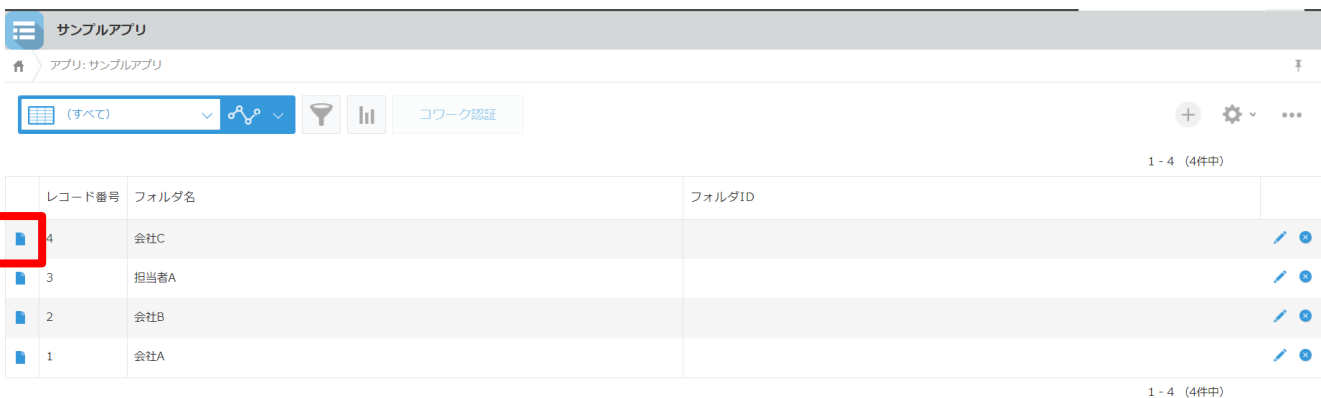 サンプルアプリ
アプリ: サンプルアプリ
(すべて) コワーク認証
1 - 4 (4件中)
レコード番号 フォルダ名 フォルダID
4 会社C
3 担当者A
2 会社B
1 会社A
1 - 4 (4件中)